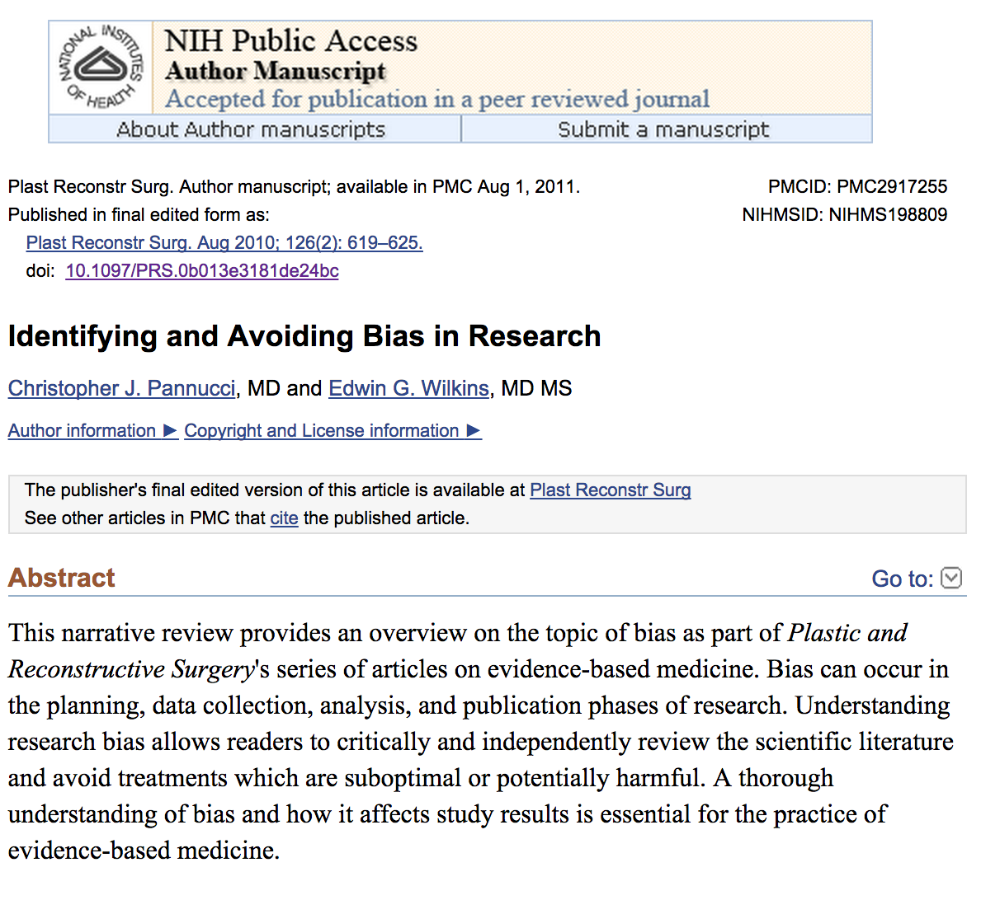 NATIONAL INSTITUTES OF HEALTH
NIH Public Access
Author Manuscript
Accepted for publication in a peer reviewed journal
About Author manuscripts
Submit a manuscript
Plast Reconstr Surg. Author manuscript; available in PMC Aug 1, 2011.
PMCID: PMC2917255
Published in final edited form as:
NIHMSID: NIHMS198809
Plast Reconstr Surg. Aug 2010; 126(2): 619–625.
doi: 10.1097/PRS.0b013e3181de24bc
Identifying and Avoiding Bias in Research
Christopher J. Pannucci, MD and Edwin G. Wilkins, MD MS
Author information ► Copyright and License information ►
The publisher's final edited version of this article is available at Plast Reconstr Surg
See other articles in PMC that cite the published article.
Abstract
Go to:
This narrative review provides an overview on the topic of bias as part of Plastic and
Reconstructive Surgery's series of articles on evidence-based medicine. Bias can occur in
the planning, data collection, analysis, and publication phases of research. Understanding
research bias allows readers to critically and independently review the scientific literature
and avoid treatments which are suboptimal or potentially harmful. A thorough
understanding of bias and how it affects study results is essential for the practice of
evidence-based medicine.